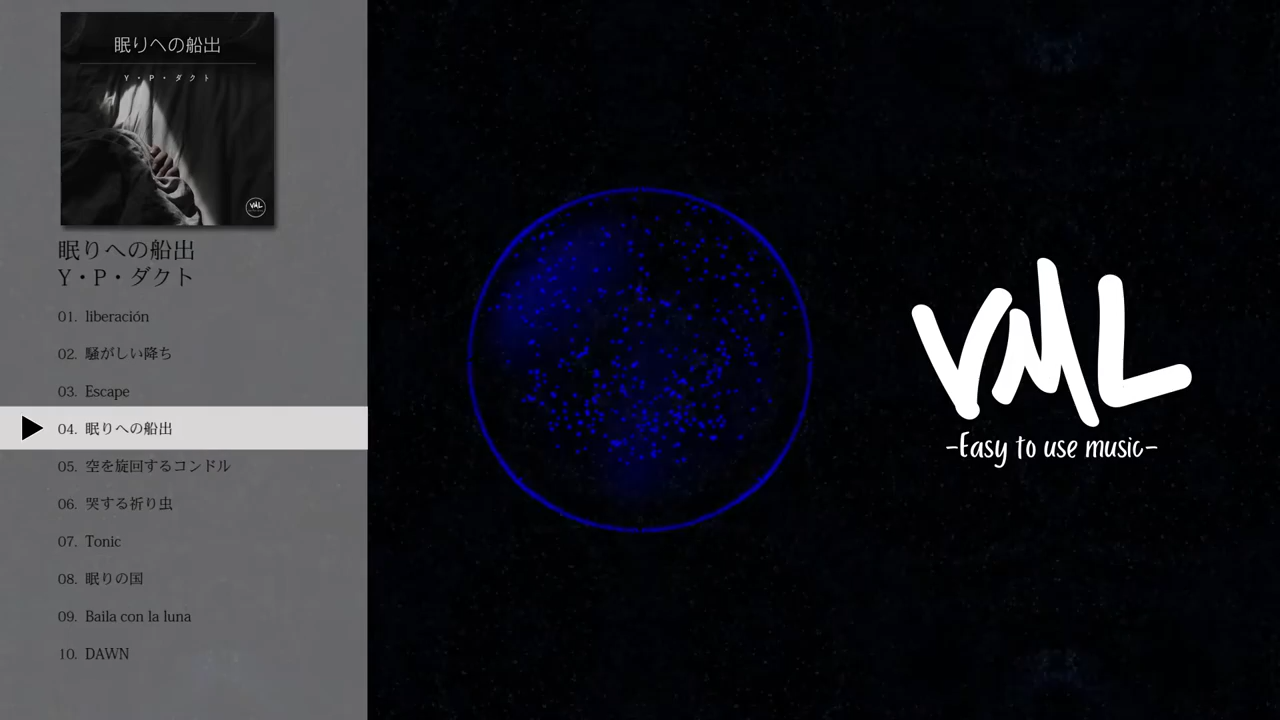 眠りへの船出
Y・P・ダクト
VML
眠りへの船出
Y・P・ダクト
01. liberación
02. 騒がしい降ち
03. Escape
04. 眠りへの船出
05. 空を旋回するコンドル
06. 哭する祈り虫
07. Tonic
08. 眠りの国
09. Baila con la luna
10. DAWN
VML
-Easy to use music-